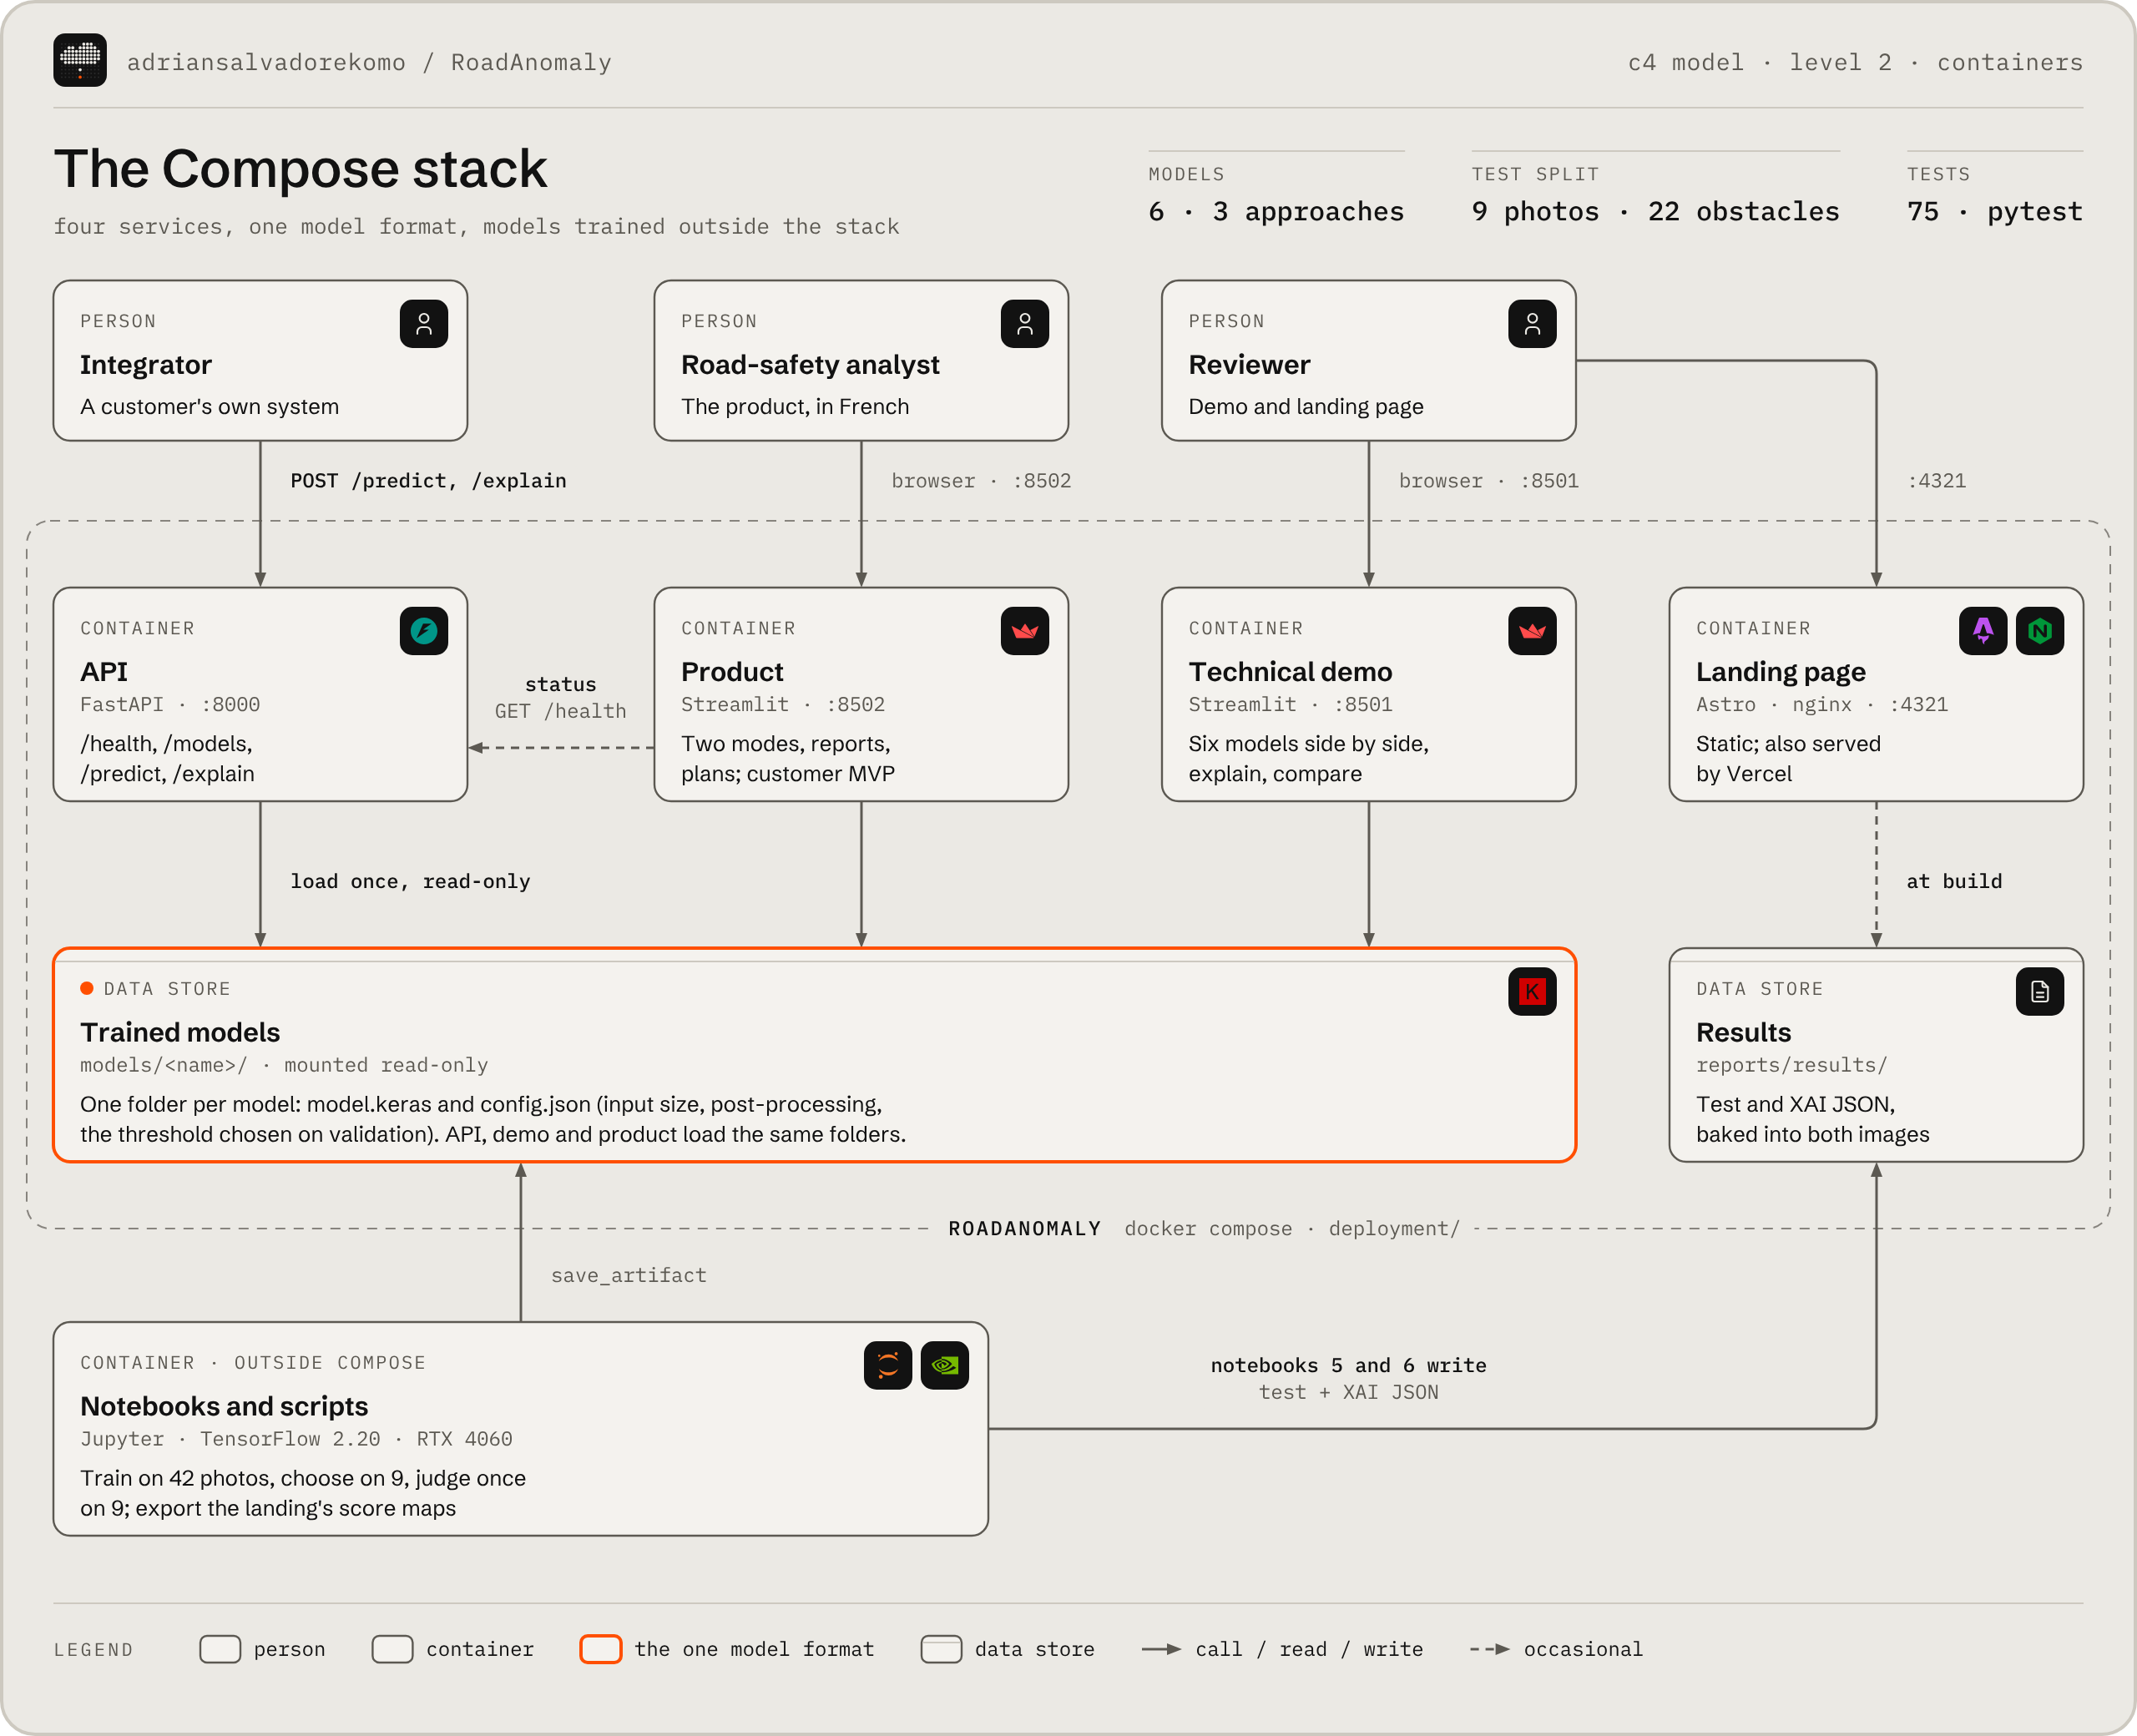 adriansalvadorekomo / RoadAnomaly
c4 model · level 2 · containers
The Compose stack
four services, one model format, models trained outside the stack
MODELS
6 · 3 approaches
TEST SPLIT
9 photos · 22 obstacles
TESTS
75 · pytest
PERSON
Integrator
A customer's own system
PERSON
Road-safety analyst
The product, in French
PERSON
Reviewer
Demo and landing page
POST /predict, /explain
browser · :8502
browser · :8501
:4321
CONTAINER
API
FastAPI · :8000
/health, /models,
/predict, /explain
status
GET /health
CONTAINER
Product
Streamlit · :8502
Two modes, reports,
plans; customer MVP
CONTAINER
Technical demo
Streamlit · :8501
Six models side by side,
explain, compare
CONTAINER
Landing page
Astro · nginx · :4321
Static; also served
by Vercel
load once, read-only
at build
DATA STORE
Trained models
models/<name>/ · mounted read-only
One folder per model: model.keras and config.json (input size, post-processing,
the threshold chosen on validation). API, demo and product load the same folders.
K
DATA STORE
Results
reports/results/
Test and XAI JSON,
baked into both images
ROADANOMALY docker compose · deployment/
save_artifact
CONTAINER · OUTSIDE COMPOSE
Notebooks and scripts
Jupyter · TensorFlow 2.20 · RTX 4060
Train on 42 photos, choose on 9, judge once
on 9; export the landing's score maps
notebooks 5 and 6 write
test + XAI JSON
LEGEND
person
container
the one model format
data store
call / read / write
occasional